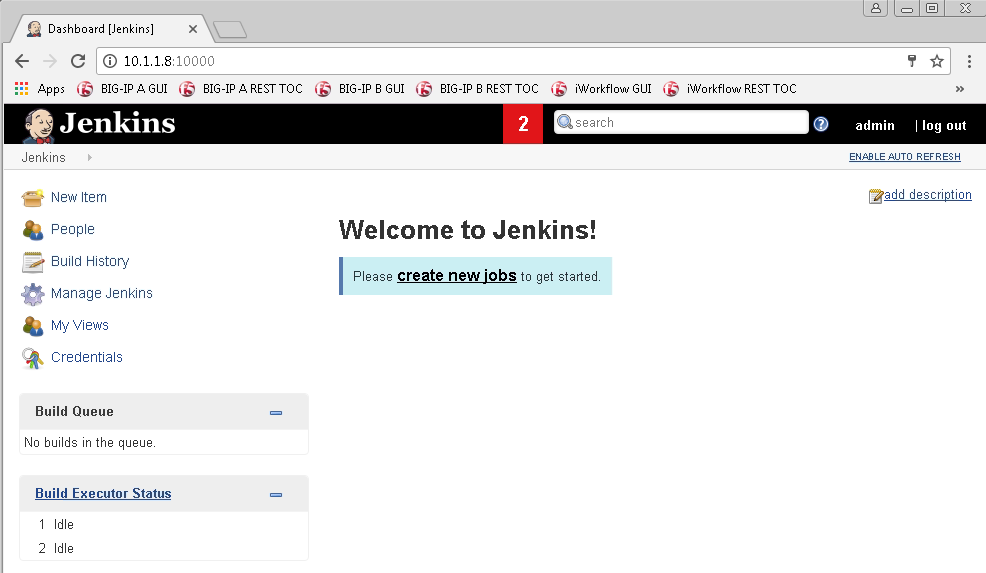 Dashboard [Jenkins]
10.1.1.8:10000
Apps BIG-IP A GUI BIG-IP A REST TOC BIG-IP B GUI BIG-IP B REST TOC iWorkflow GUI iWorkflow REST TOC »
Jenkins 2 search ? admin | log out
Jenkins ENABLE AUTO REFRESH
New Item add description
People
Build History
Manage Jenkins
My Views
Credentials
Welcome to Jenkins!
Please create new jobs to get started.
Build Queue
No builds in the queue.
Build Executor Status
1 Idle
2 Idle